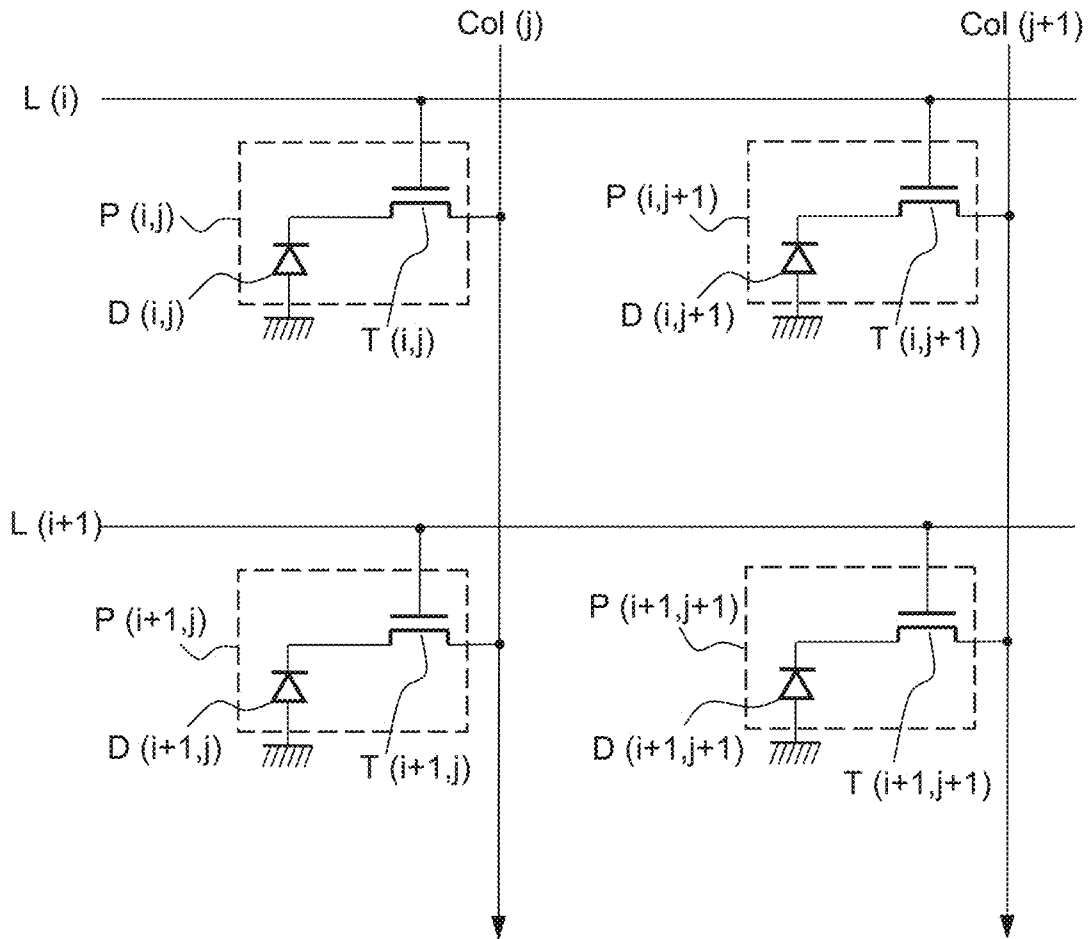 Col (j)
Col (j+1)
L (i)
P (i,j)
P (i,j+1)
D (i,j)
T (i,j)
D (i,j+1)
T (i,j+1)
L (i+1)
P (i+1,j)
P (i+1,j+1)
D (i+1,j)
T (i+1,j)
D (i+1,j+1)
T (i+1,j+1)